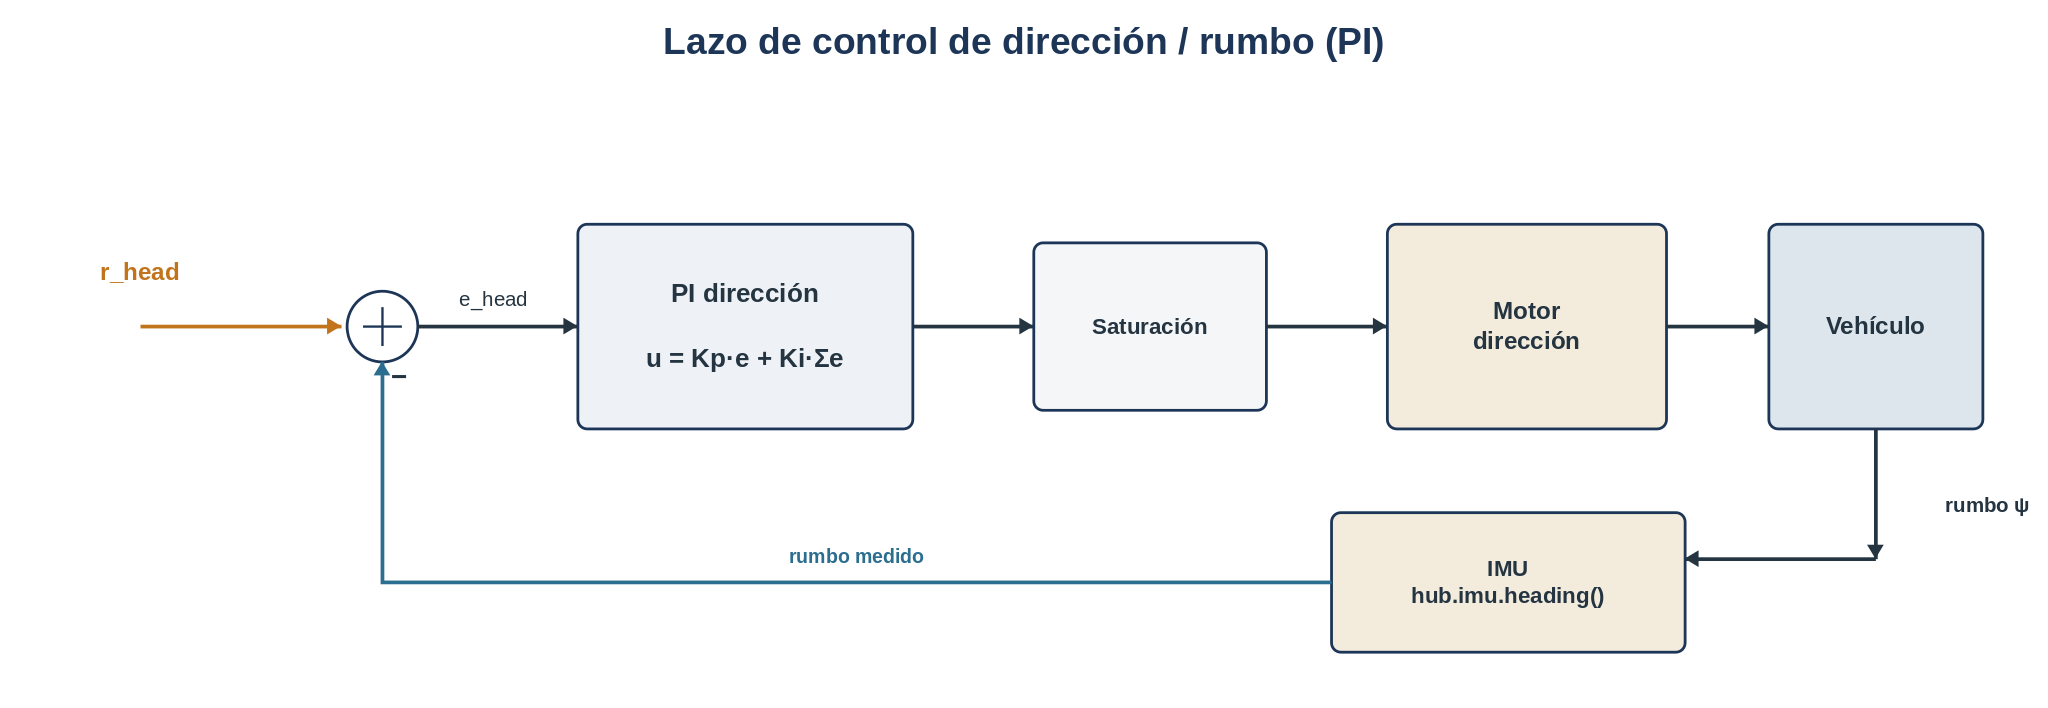 Lazo de control de dirección / rumbo (PI)
r_head
e_head
−
PI dirección
u = Kp·e + Ki·Σe
Saturación
Motor
dirección
Vehículo
rumbo ψ
IMU
hub.imu.heading()
rumbo medido